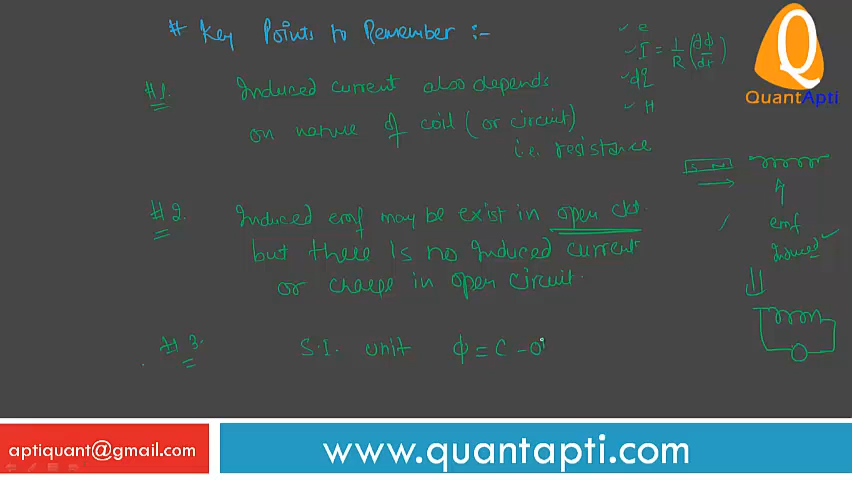 # Key Points to Remember :-
✓ e
✓ I = 1/R (dϕ/dt)
✓ dq
✓ H
QuantApti
#1. Induced current also depends
on nature of coil (or circuit)
i.e. resistance
S N
#2. Induced emf may be exist in open ckt.
but there is no induced current
or charge in open circuit.
emf
Induced ✓
#3. S.I. unit ϕ = C - O
aptiquant@gmail.com
www.quantapti.com